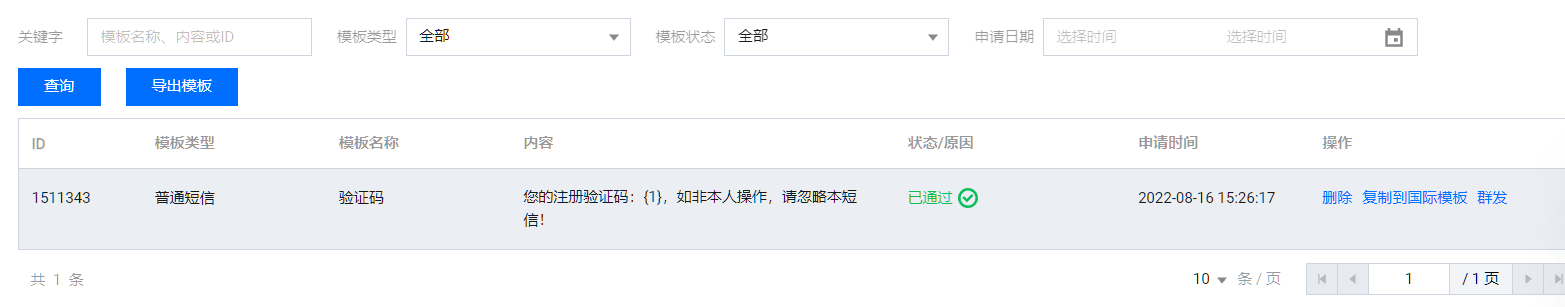 关键字 模板名称、内容或ID 模板类型 全部 模板状态 全部 申请日期 选择时间 选择时间
查询 导出模板
ID 模板类型 模板名称 内容 状态/原因 申请时间 操作
1511343 普通短信 验证码 您的注册验证码：{1}，如非本人操作，请忽略本短 已通过 2022-08-16 15:26:17 删除 复制到国际模板 群发
信！
共 1 条 10 条 / 页 1 / 1 页